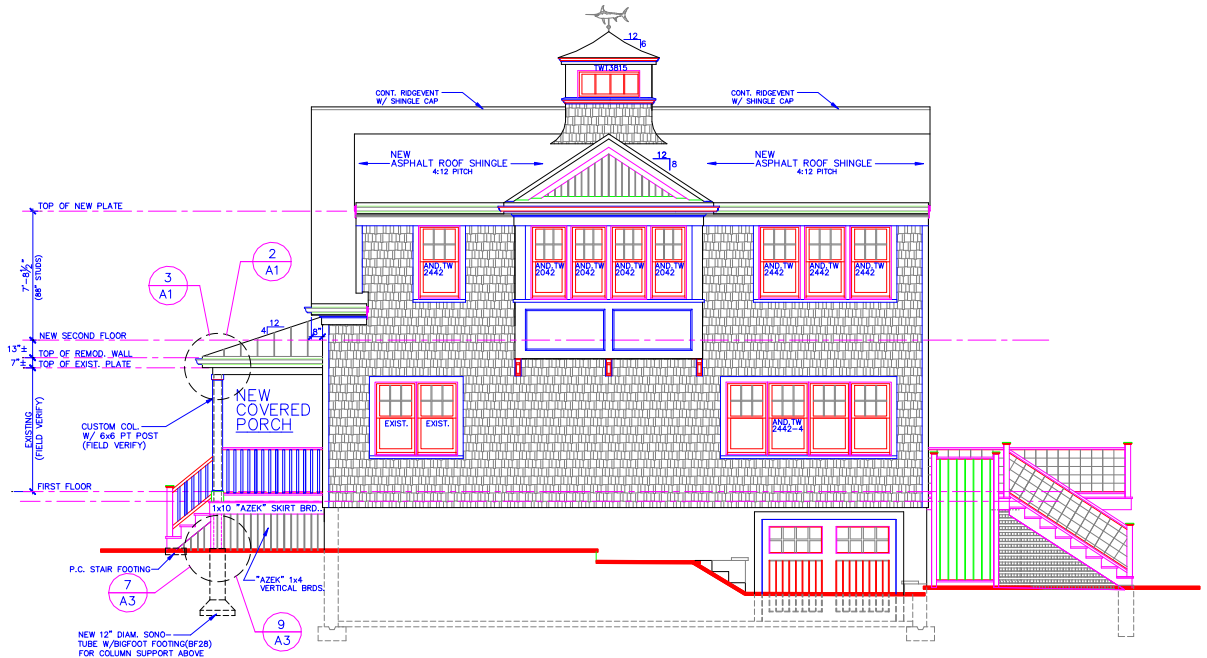 12
6
TWT3815
CONT. RIDGEVENT
W/ SHINGLE CAP
CONT. RIDGEVENT
W/ SHINGLE CAP
NEW
ASPHALT ROOF SHINGLE
4:12 PITCH
12
8
NEW
ASPHALT ROOF SHINGLE
4:12 PITCH
TOP OF NEW PLATE
7'-8½"
(88" STUDS)
2
A1
3
A1
AND.TW
2442
AND.TW
2042
AND.TW
2042
AND.TW
2042
AND.TW
2042
AND.TW
2442
AND.TW
2442
AND.TW
2442
12
4
8"
NEW SECOND FLOOR
13" ±
TOP OF REMOD. WALL
7" ±
TOP OF EXIST. PLATE
NEW
COVERED
PORCH
EXISTING
(FIELD VERIFY)
CUSTOM COL.
W/ 6x6 PT POST
(FIELD VERIFY)
EXIST.
EXIST.
AND.TW
2442-4
FIRST FLOOR
1x10 "AZEK" SKIRT BRD.
P.C. STAIR FOOTING
"AZEK" 1x4
VERTICAL BRDS.
7
A3
9
A3
NEW 12" DIAM. SONO-
TUBE W/BIGFOOT FOOTING(BF28)
FOR COLUMN SUPPORT ABOVE